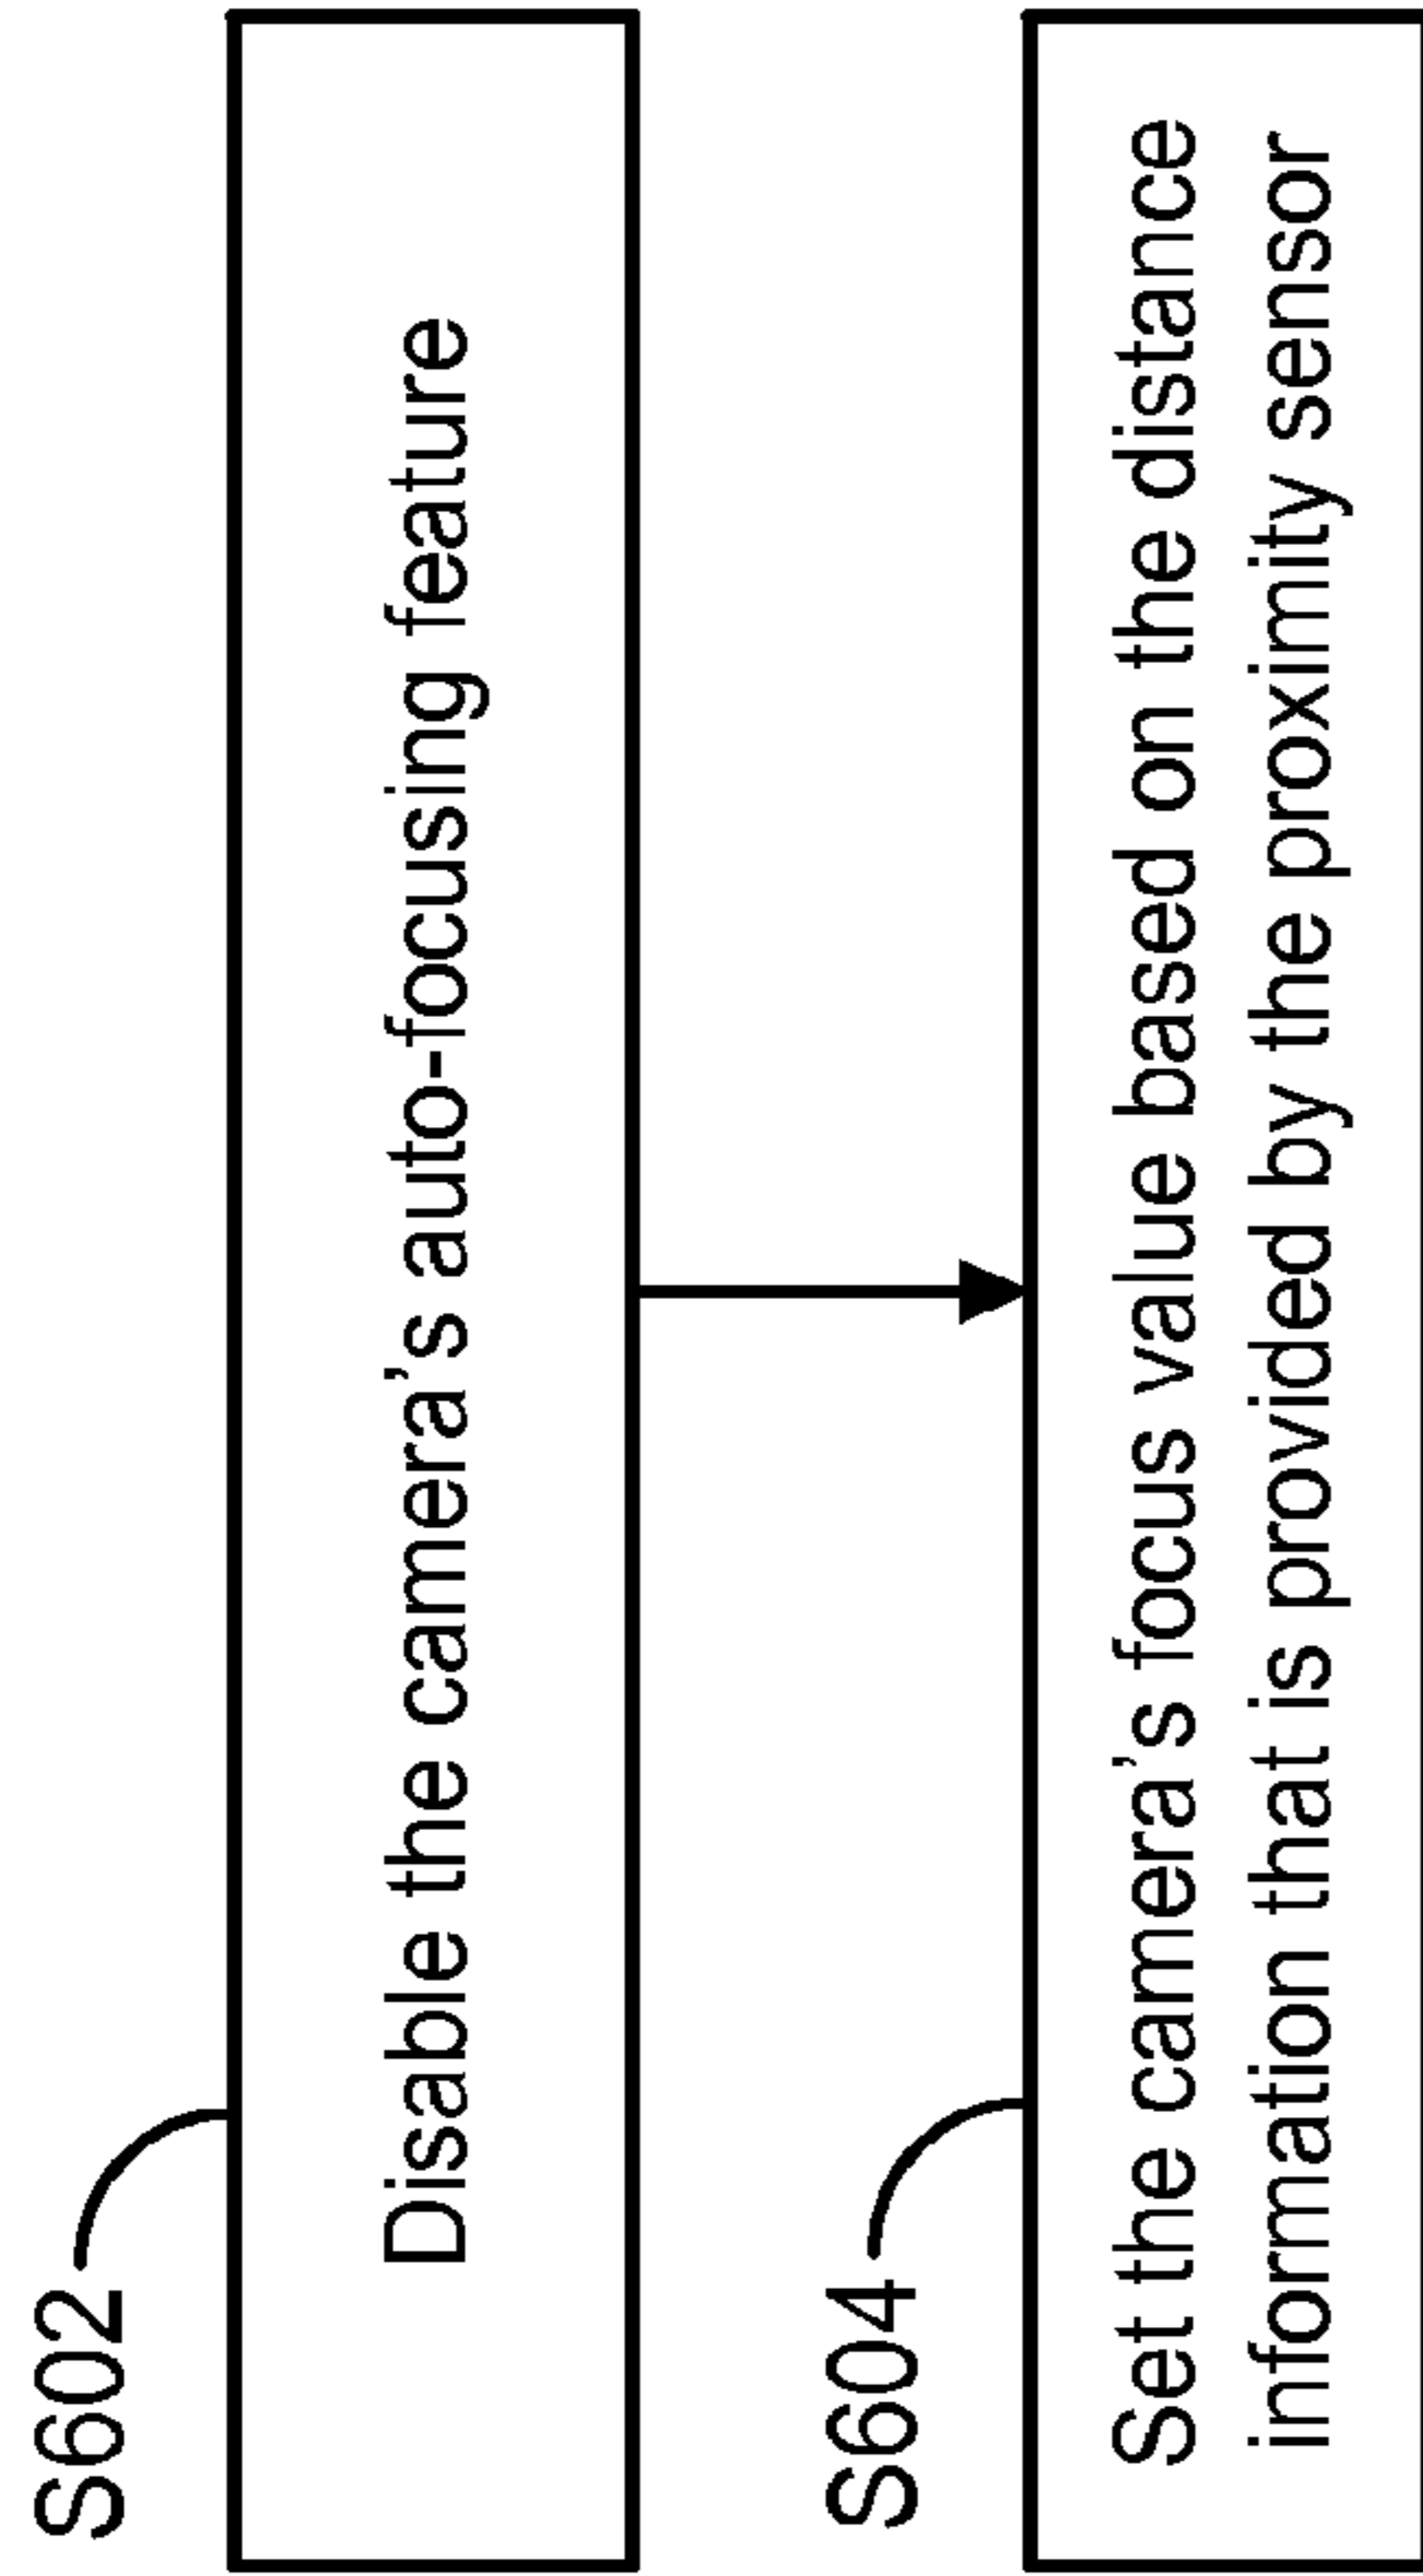 S602
Disable the camera's auto-focusing feature
S604
Set the camera's focus value based on the distance
information that is provided by the proximity sensor